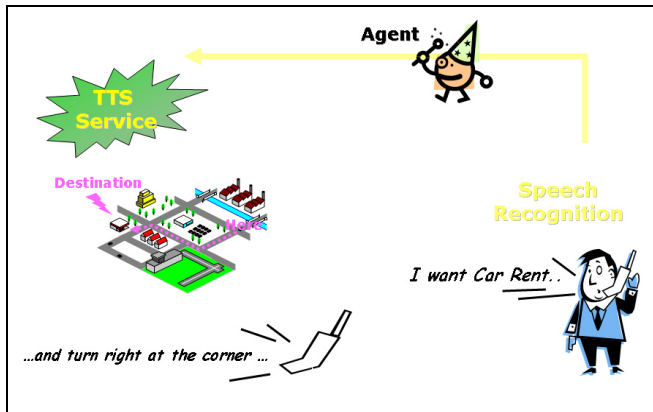 Agent
TTS
Service
Destination
Here
Speech
Recognition
I want Car Rent..
...and turn right at the corner ...